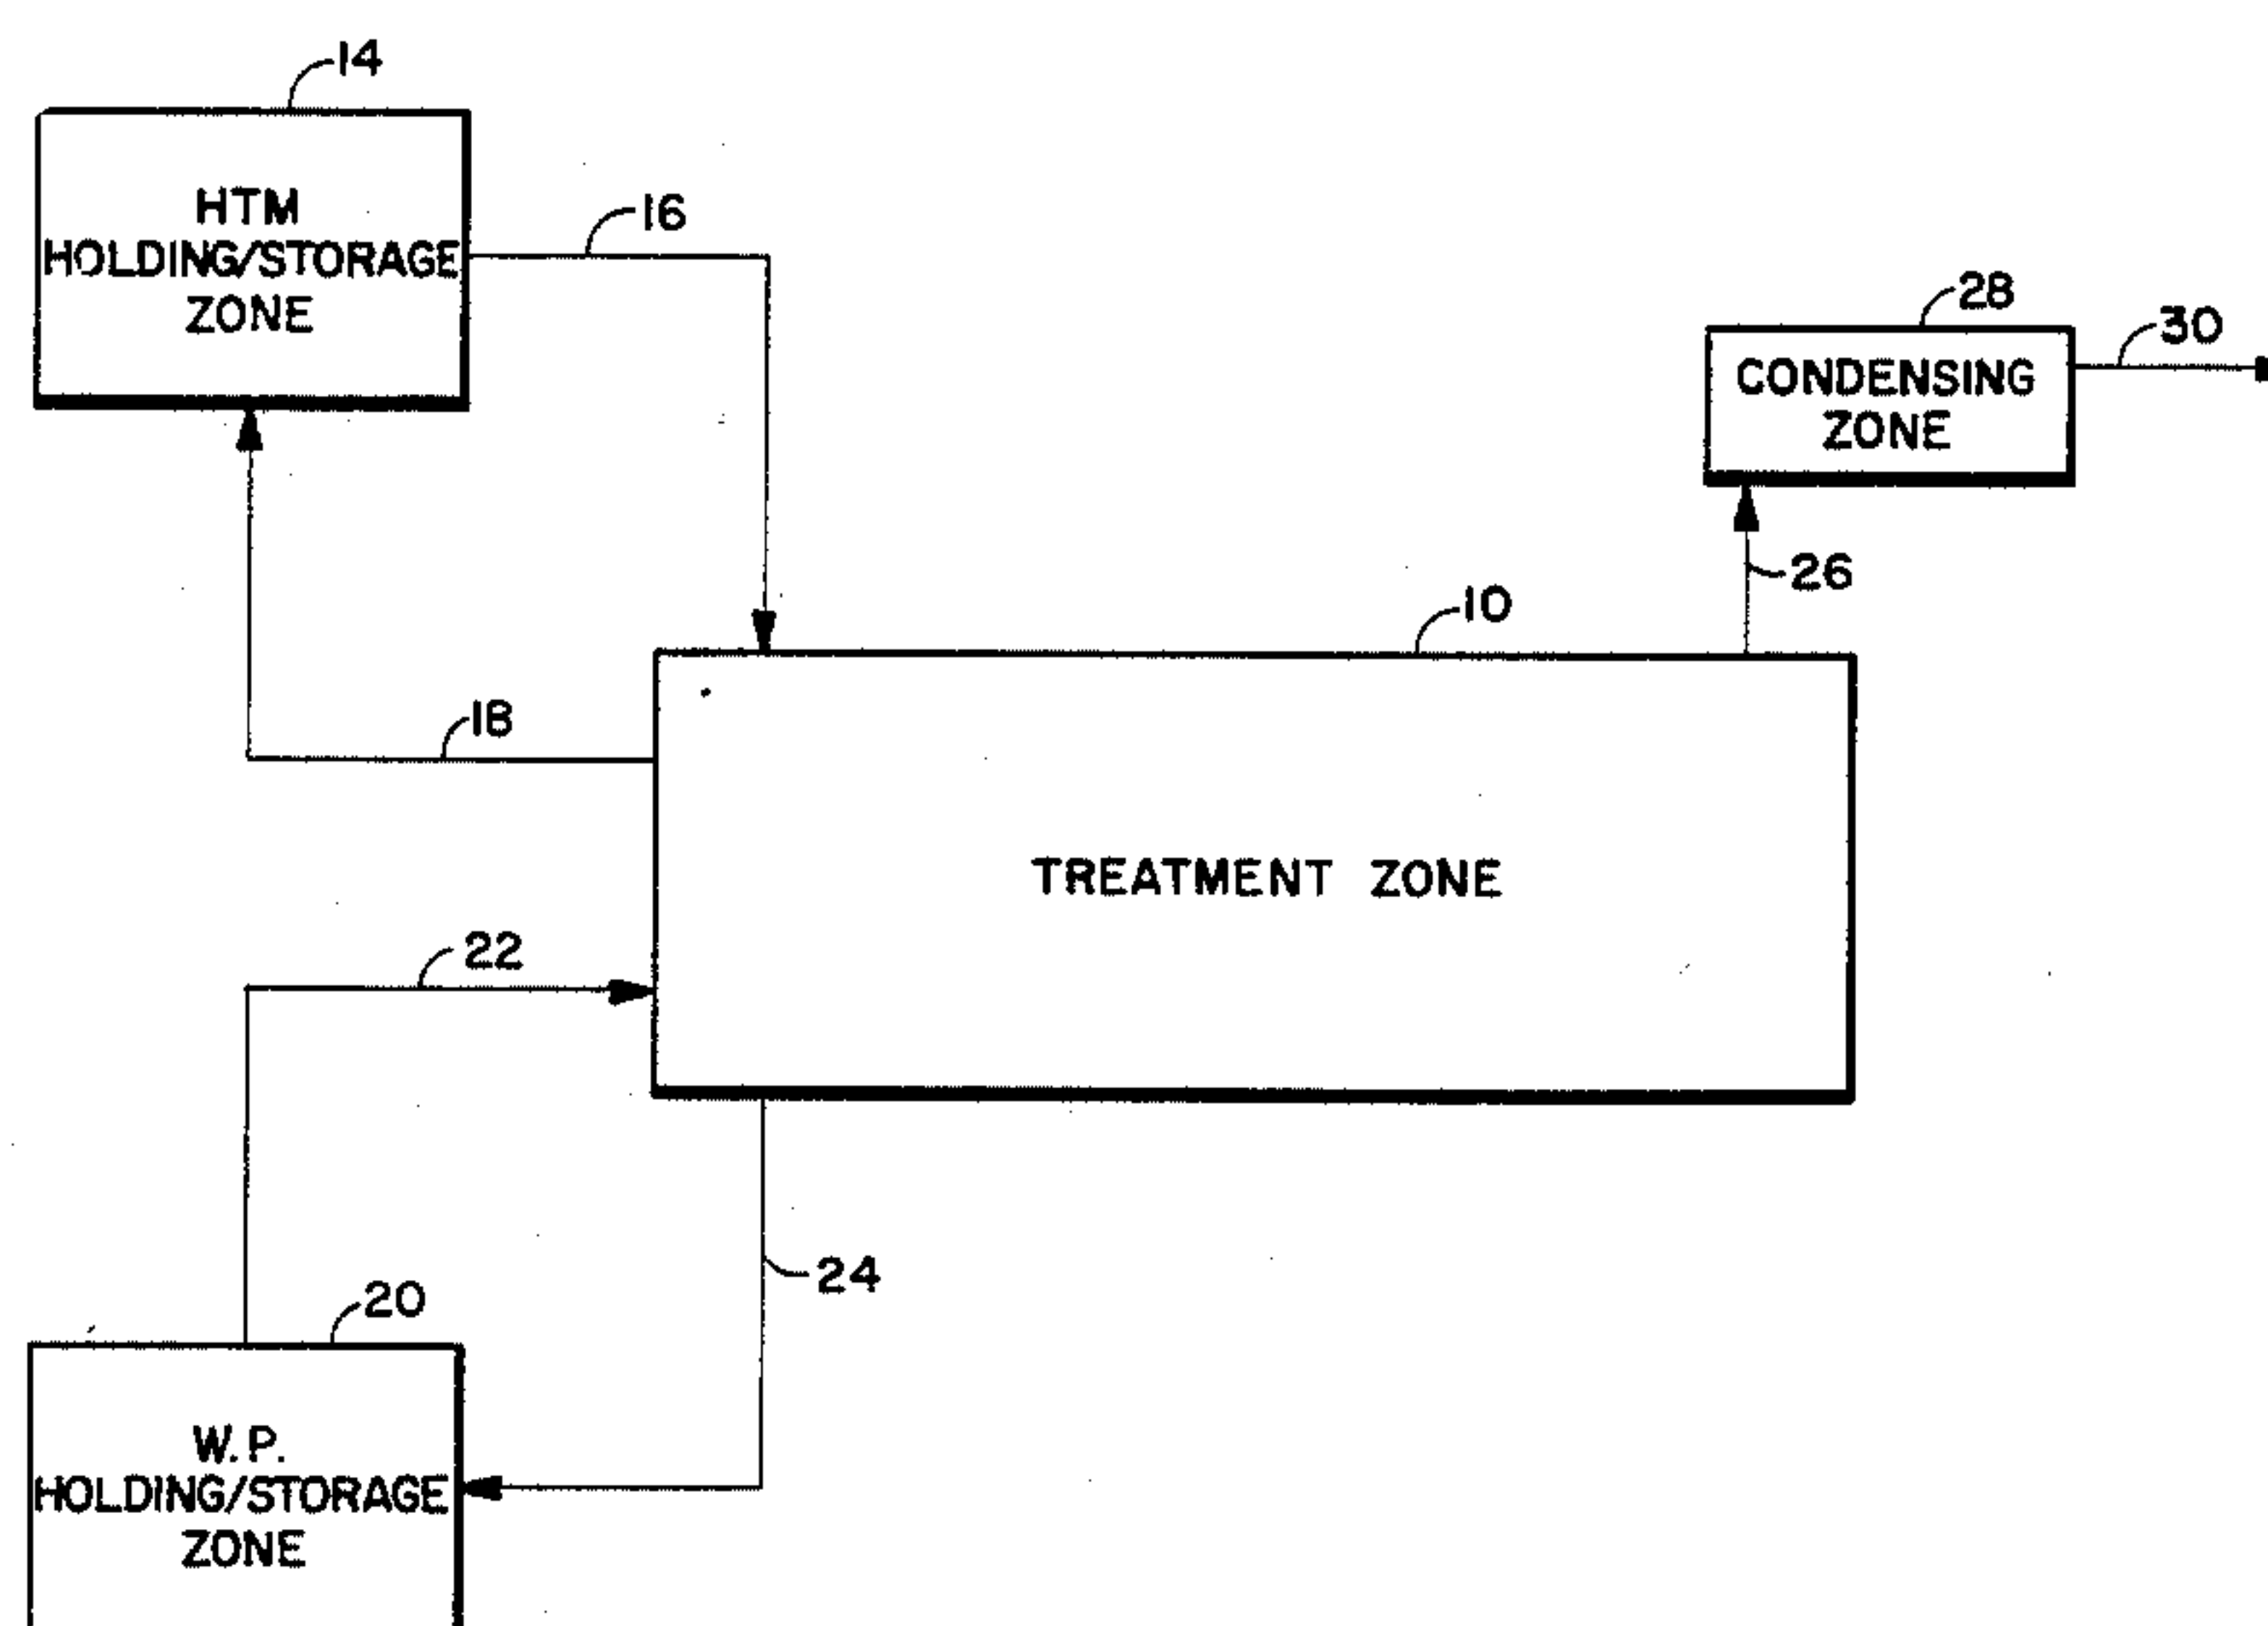 14
HTM
HOLDING/STORAGE
ZONE
16
28
30
CONDENSING
ZONE
26
10
18
TREATMENT ZONE
22
24
20
W.P.
HOLDING/STORAGE
ZONE